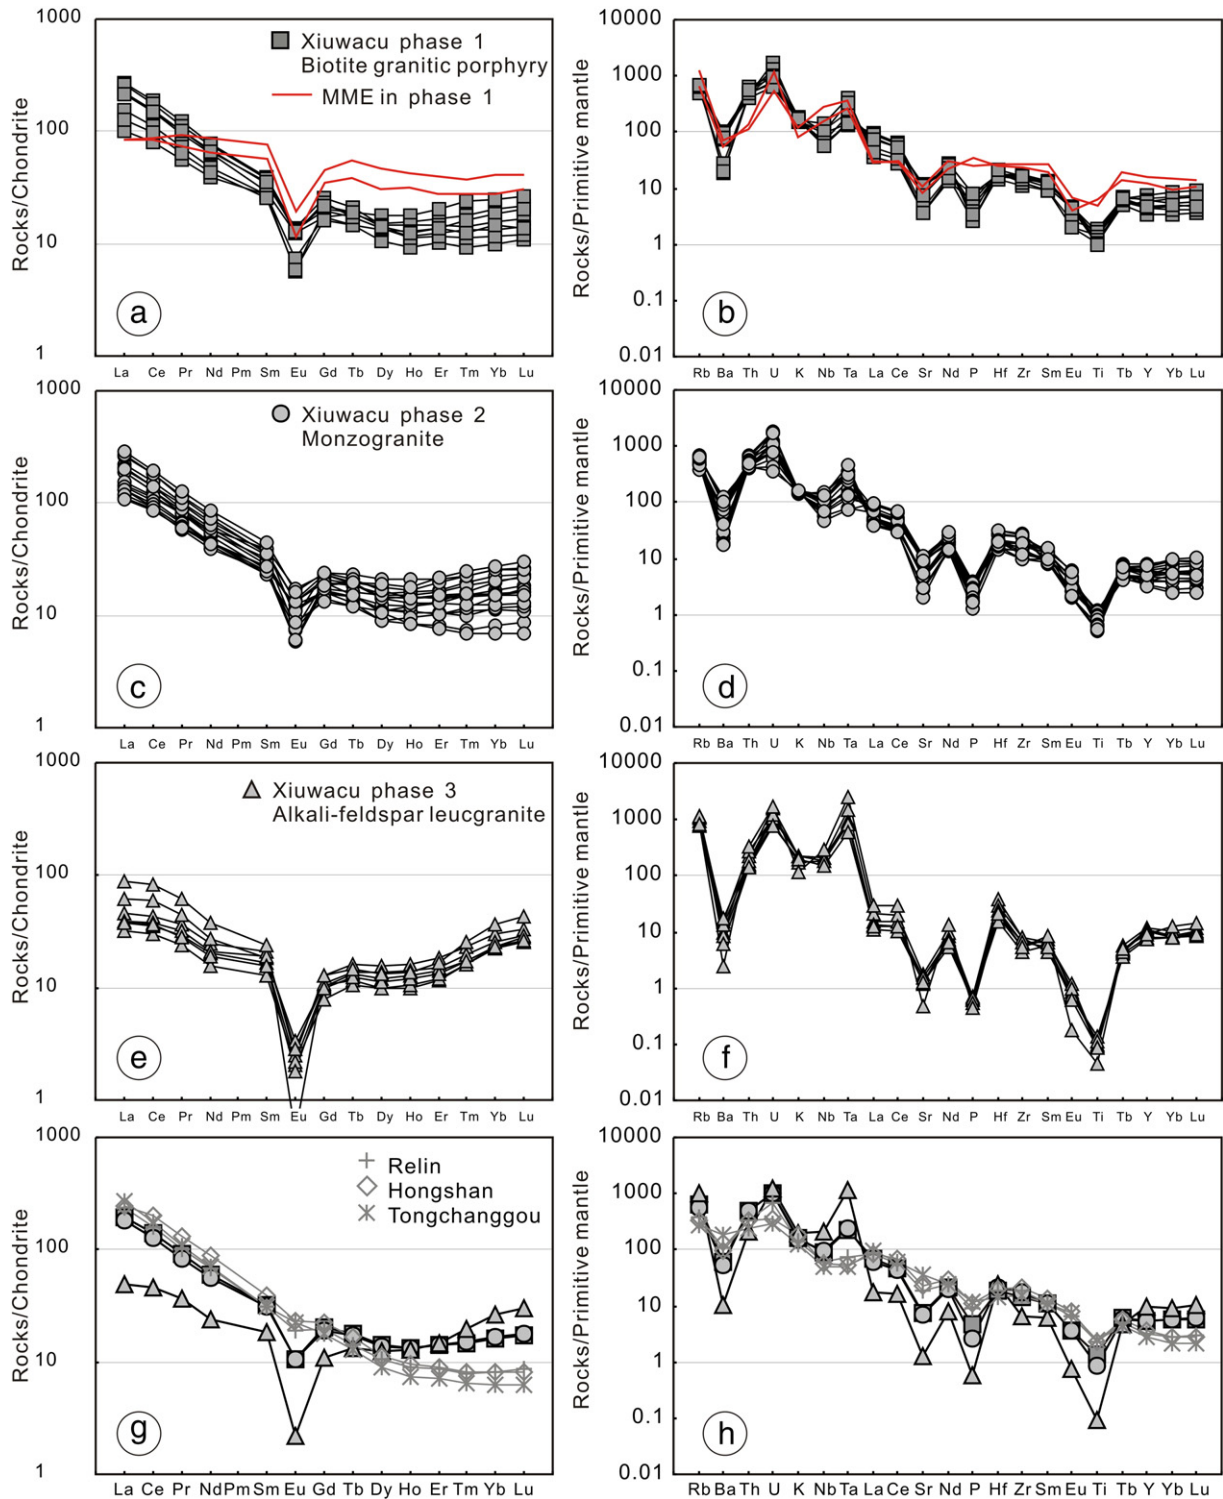 1000
100
10
1
Rocks/Chondrite
Xiuwacu phase 1
Biotite granitic porphyry
MME in phase 1
a
La Ce Pr Nd Pm Sm Eu Gd Tb Dy Ho Er Tm Yb Lu
10000
1000
100
10
1
0.1
0.01
Rocks/Primitive mantle
b
Rb Ba Th U K Nb Ta La Ce Sr Nd P Hf Zr Sm Eu Ti Tb Y Yb Lu
1000
100
10
1
Rocks/Chondrite
Xiuwacu phase 2
Monzogranite
c
La Ce Pr Nd Pm Sm Eu Gd Tb Dy Ho Er Tm Yb Lu
10000
1000
100
10
1
0.1
0.01
Rocks/Primitive mantle
d
Rb Ba Th U K Nb Ta La Ce Sr Nd P Hf Zr Sm Eu Ti Tb Y Yb Lu
1000
100
10
1
Rocks/Chondrite
Xiuwacu phase 3
Alkali-feldspar leucgranite
e
La Ce Pr Nd Pm Sm Eu Gd Tb Dy Ho Er Tm Yb Lu
10000
1000
100
10
1
0.1
0.01
Rocks/Primitive mantle
f
Rb Ba Th U K Nb Ta La Ce Sr Nd P Hf Zr Sm Eu Ti Tb Y Yb Lu
1000
100
10
1
Rocks/Chondrite
Relin
Hongshan
Tongchanggou
g
La Ce Pr Nd Pm Sm Eu Gd Tb Dy Ho Er Tm Yb Lu
10000
1000
100
10
1
0.1
0.01
Rocks/Primitive mantle
h
Rb Ba Th U K Nb Ta La Ce Sr Nd P Hf Zr Sm Eu Ti Tb Y Yb Lu